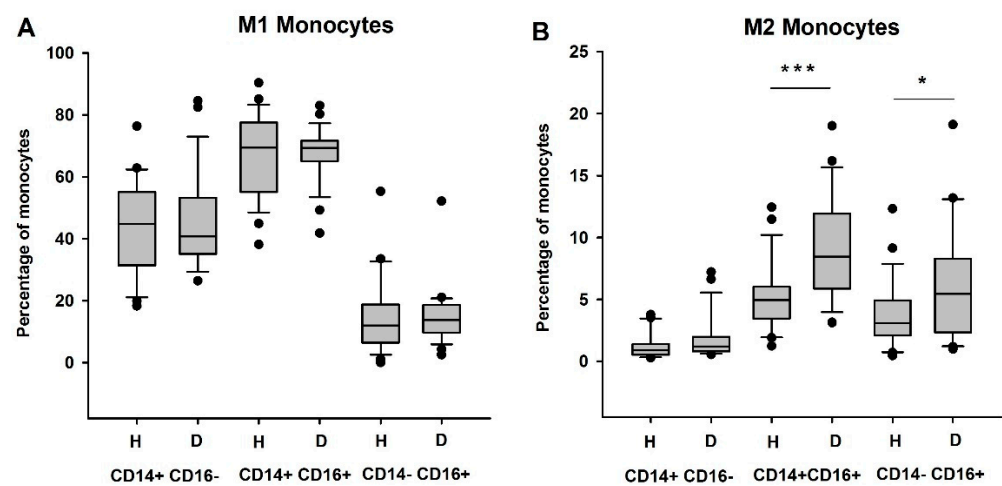 A
M1 Monocytes
Percentage of monocytes
100
80
60
40
20
0
H D H D H D
CD14+ CD16- CD14+ CD16+ CD14- CD16+
B
M2 Monocytes
Percentage of monocytes
25
20
15
10
5
0
***
*
H D H D H D
CD14+ CD16- CD14+CD16+ CD14- CD16+